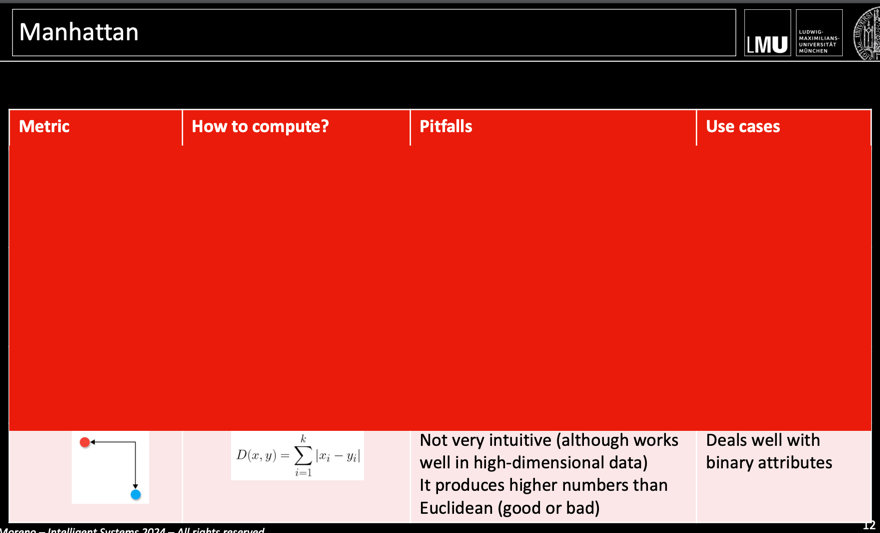 Manhattan
LMU
LUDWIG-
MAXIMILIANS-
UNIVERSITÄT
MÜNCHEN
Metric
How to compute?
Pitfalls
Use cases
D(x, y) = \sum_{i=1}^{k} |x_i − y_i|
Not very intuitive (although works
well in high-dimensional data)
It produces higher numbers than
Euclidean (good or bad)
Deals well with
binary attributes
Moreno – Intelligent Systems 2024 – All rights reserved
12